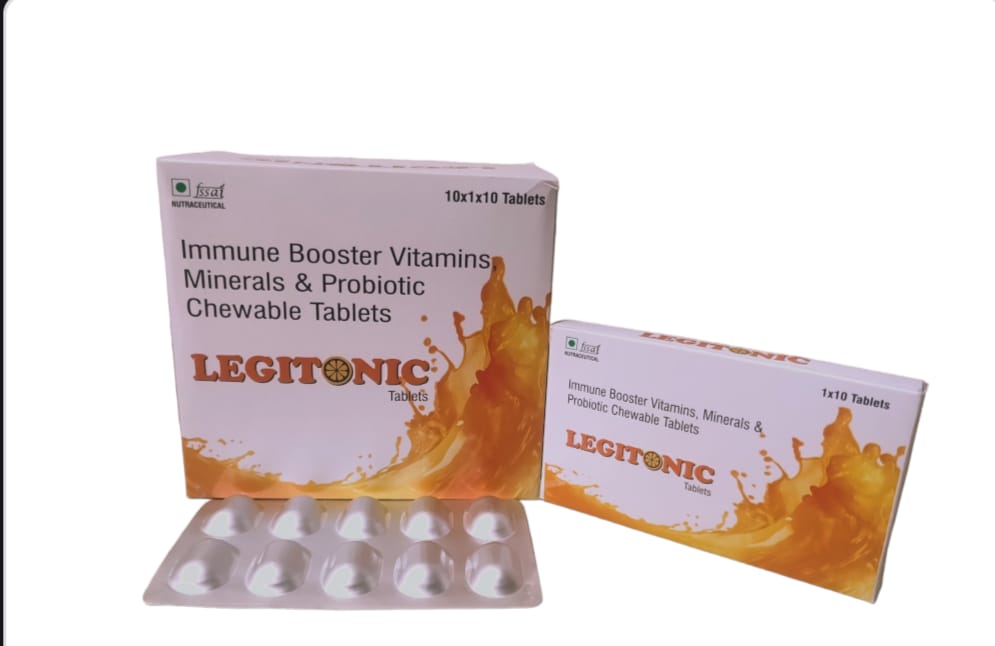 fssai
NUTRACEUTICAL
10x1x10 Tablets
Immune Booster Vitamins,
Minerals & Probiotic
Chewable Tablets
LEGITONIC
Tablets
LEGITONIC
fssai
NUTRACEUTICAL
1x10 Tablets
Immune Booster Vitamins, Minerals &
Probiotic Chewable Tablets
LEGITONIC
Tablets